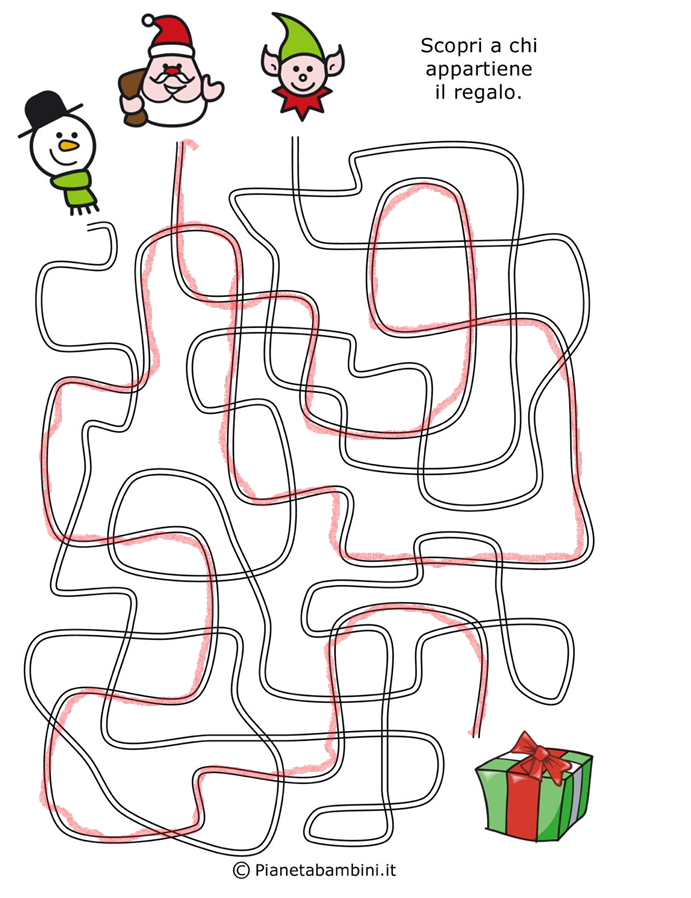 Scopri a chi
appartiene
il regalo.
© Pianetabambini.it